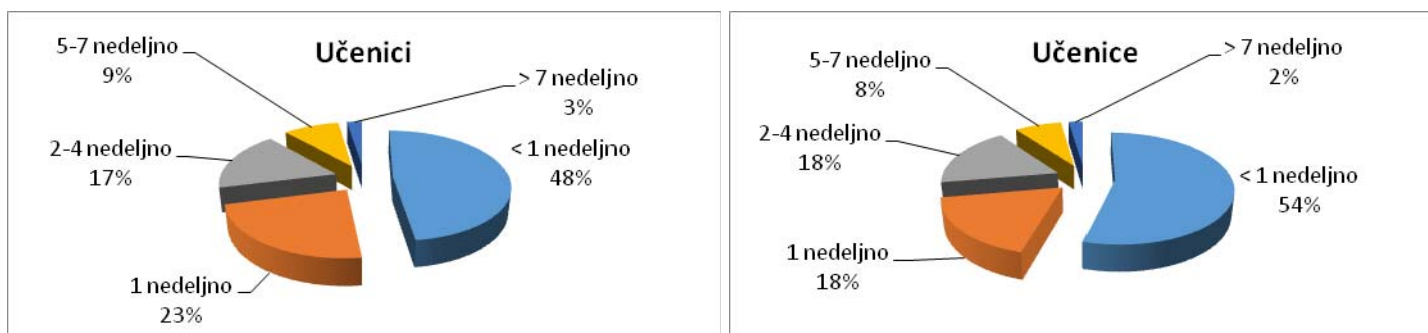 Učenici
5-7 nedeljno
9%
> 7 nedeljno
3%
2-4 nedeljno
17%
< 1 nedeljno
48%
1 nedeljno
23%
Učenice
5-7 nedeljno
8%
> 7 nedeljno
2%
2-4 nedeljno
18%
< 1 nedeljno
54%
1 nedeljno
18%